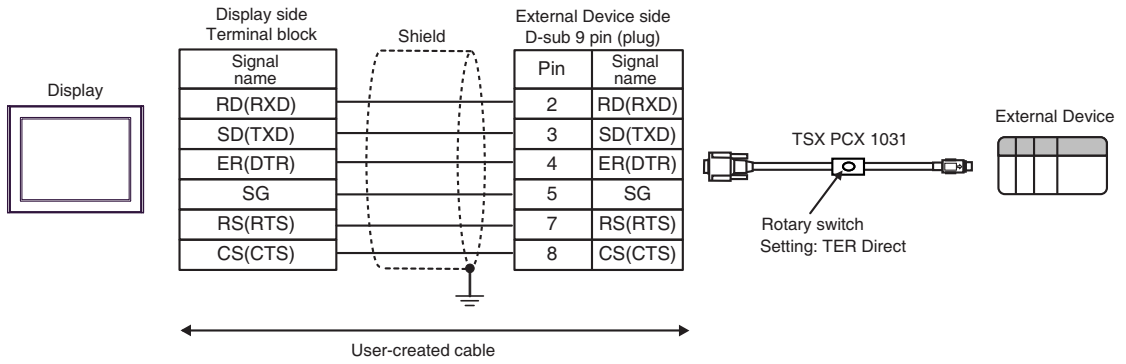 Display side
Terminal block
Shield
External Device side
D-sub 9 pin (plug)
Signal
name
Pin
Signal
name
Display
RD(RXD)
2
RD(RXD)
SD(TXD)
3
SD(TXD)
ER(DTR)
4
ER(DTR)
SG
5
SG
RS(RTS)
7
RS(RTS)
CS(CTS)
8
CS(CTS)
TSX PCX 1031
External Device
Rotary switch
Setting: TER Direct
User-created cable